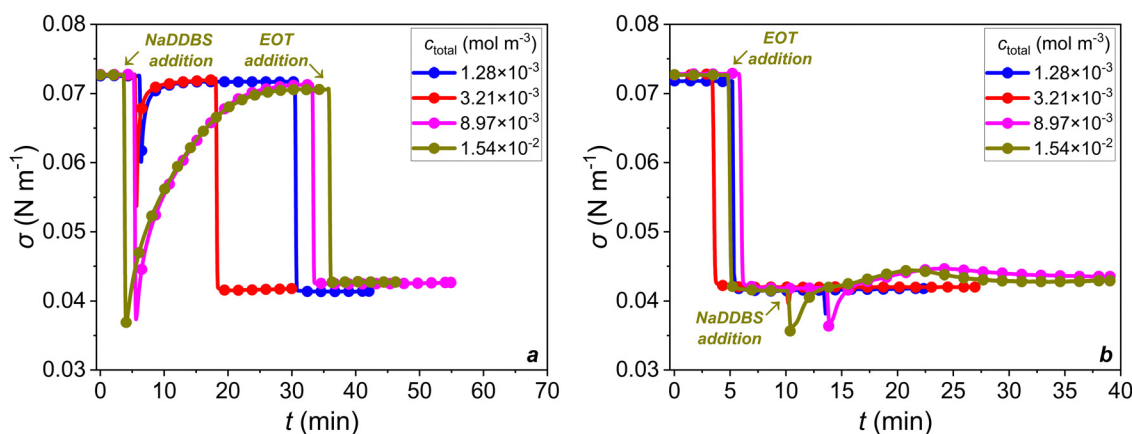 0.08
0.07
0.06
0.05
0.04
0.03
σ (N m⁻¹)
NaDDBS
addition
EOT
addition
c_total (mol m⁻³)
1.28×10⁻³
3.21×10⁻³
8.97×10⁻³
1.54×10⁻²
a
0 10 20 30 40 50 60 70
t (min)
0.08
0.07
0.06
0.05
0.04
0.03
σ (N m⁻¹)
EOT
addition
c_total (mol m⁻³)
1.28×10⁻³
3.21×10⁻³
8.97×10⁻³
1.54×10⁻²
NaDDBS
addition
b
0 5 10 15 20 25 30 35 40
t (min)